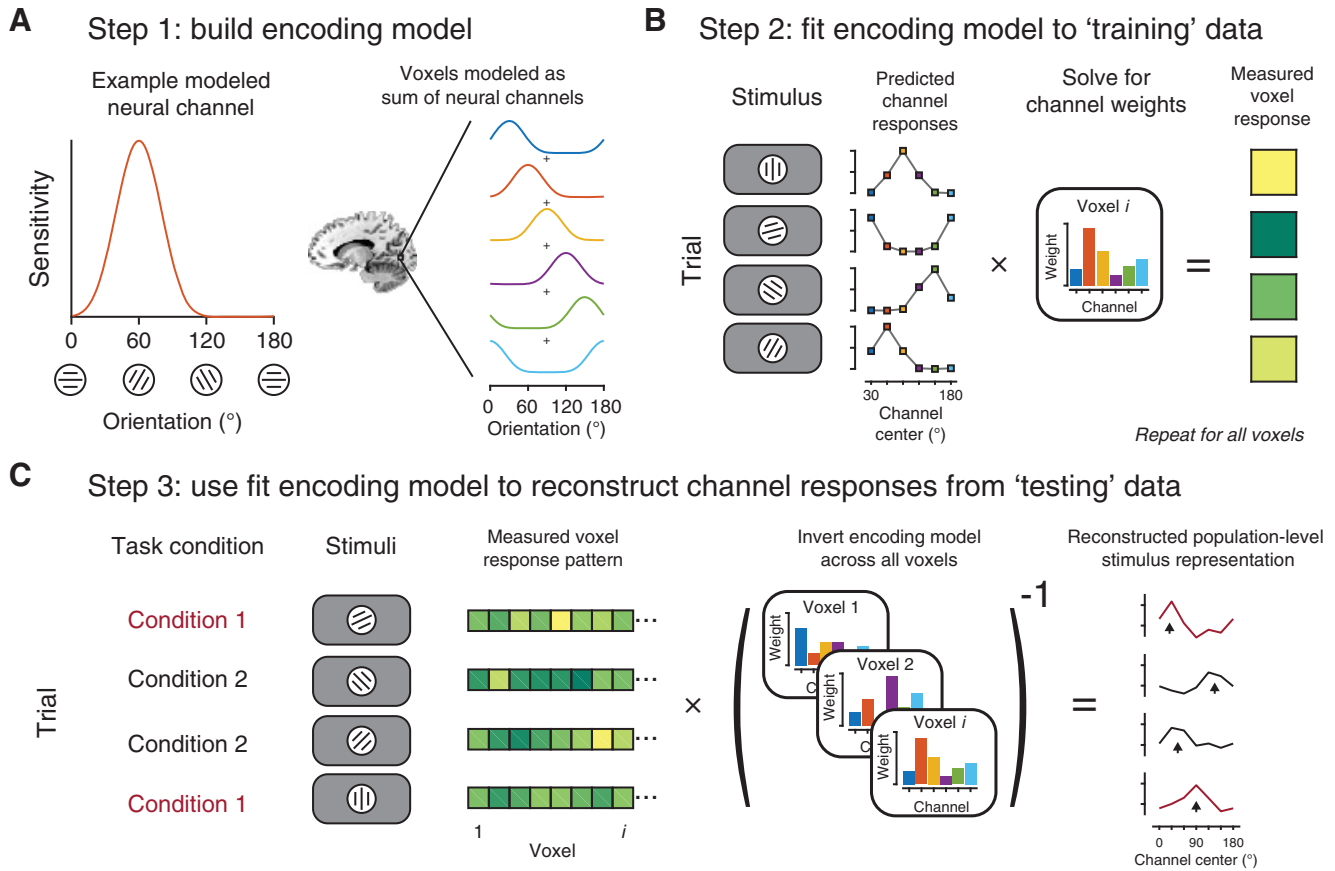 A
Step 1: build encoding model
Example modeled
neural channel
Sensitivity
0 60 120 180
Orientation (°)
Voxels modeled as
sum of neural channels
+
+
+
+
+
0 60 120 180
Orientation (°)
B
Step 2: fit encoding model to ‘training’ data
Stimulus
Predicted
channel
responses
Solve for
channel weights
Measured
voxel
response
Trial
30 180
Channel
center (°)
×
Voxel i
Weight
Channel
=
Repeat for all voxels
C
Step 3: use fit encoding model to reconstruct channel responses from ‘testing’ data
Task condition
Stimuli
Measured voxel
response pattern
Invert encoding model
across all voxels
Reconstructed population-level
stimulus representation
Trial
Condition 1
Condition 2
Condition 2
Condition 1
...
...
...
...
1 i
Voxel
×
Voxel 1
Weight
C
Voxel 2
Weight
C
Voxel i
Weight
Channel
-1
=
0 90 180
Channel center (°)